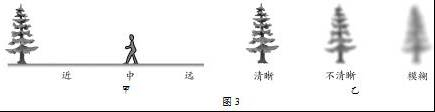 近 中 远 清晰 不清晰 模糊
甲 乙
图3